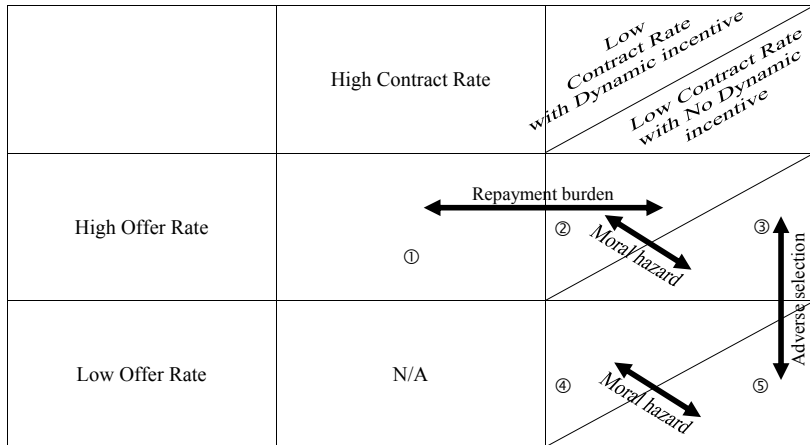 High Contract Rate
Low
Contract Rate
with Dynamic incentive
Low Contract Rate
with No Dynamic
incentive
High Offer Rate
①
Repayment burden
②
Moral hazard
③
Adverse selection
Low Offer Rate
N/A
④
Moral hazard
⑤